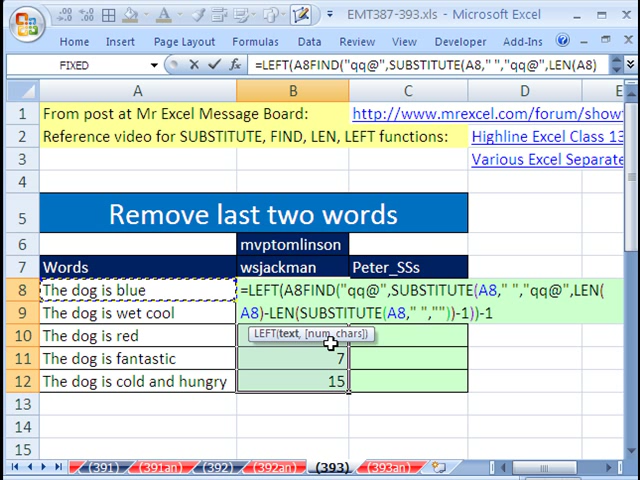 EMT387-393.xls - Microsoft Excel
Home Insert Page Layout Formulas Data Review View Developer Add-Ins
FIXED =LEFT(A8FIND("qq@",SUBSTITUTE(A8," ","qq@",LEN(A8)
A B C D E
1 From post at Mr Excel Message Board: http://www.mrexcel.com/forum/show
2 Reference video for SUBSTITUTE, FIND, LEN, LEFT functions: Highline Excel Class 13
3 Various Excel Separate
4
5 Remove last two words
6 mvptomlinson
7 Words wsjackman Peter_SSs
8 The dog is blue =LEFT(A8FIND("qq@",SUBSTITUTE(A8," ","qq@",LEN(
9 The dog is wet cool A8)-LEN(SUBSTITUTE(A8," ",""))-1))-1
10 The dog is red LEFT(text, [num_chars])
11 The dog is fantastic 7
12 The dog is cold and hungry 15
13
14
15
(391) (391an) (392) (392an) (393) (393an)